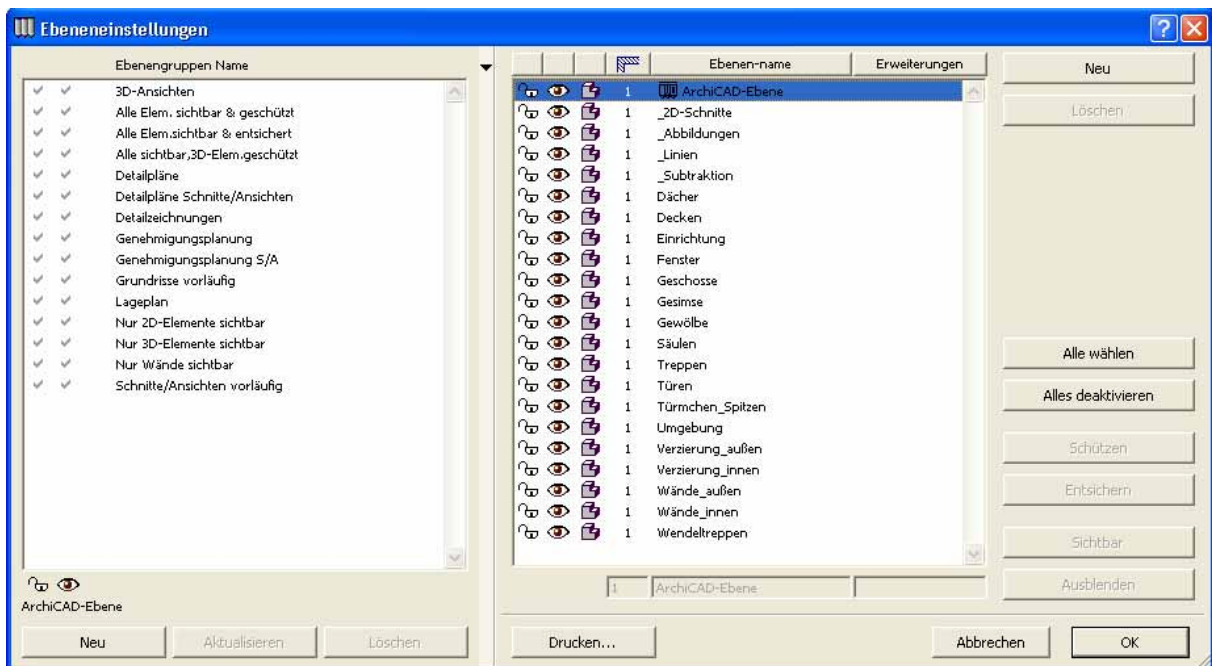 Ebeneneinstellungen
Ebenengruppen Name
3D-Ansichten
Alle Elem. sichtbar & geschützt
Alle Elem.sichtbar & entsichert
Alle sichtbar,3D-Elem.geschützt
Detailpläne
Detailpläne Schnitte/Ansichten
Detailzeichnungen
Genehmigungsplanung
Genehmigungsplanung S/A
Grundrisse vorläufig
Lageplan
Nur 2D-Elemente sichtbar
Nur 3D-Elemente sichtbar
Nur Wände sichtbar
Schnitte/Ansichten vorläufig
ArchiCAD-Ebene
Neu
Aktualisieren
Löschen
Ebenen-name
Erweiterungen
1 ArchiCAD-Ebene
1 _2D-Schnitte
1 _Abbildungen
1 _Linien
1 _Subtraktion
1 Dächer
1 Decken
1 Einrichtung
1 Fenster
1 Geschosse
1 Gesimse
1 Gewölbe
1 Säulen
1 Treppen
1 Türen
1 Türmchen_Spitzen
1 Umgebung
1 Verzierung_außen
1 Verzierung_innen
1 Wände_außen
1 Wände_innen
1 Wendeltreppen
1 ArchiCAD-Ebene
Neu
Löschen
Alle wählen
Alles deaktivieren
Schützen
Entsichern
Sichtbar
Ausblenden
Drucken...
Abbrechen
OK